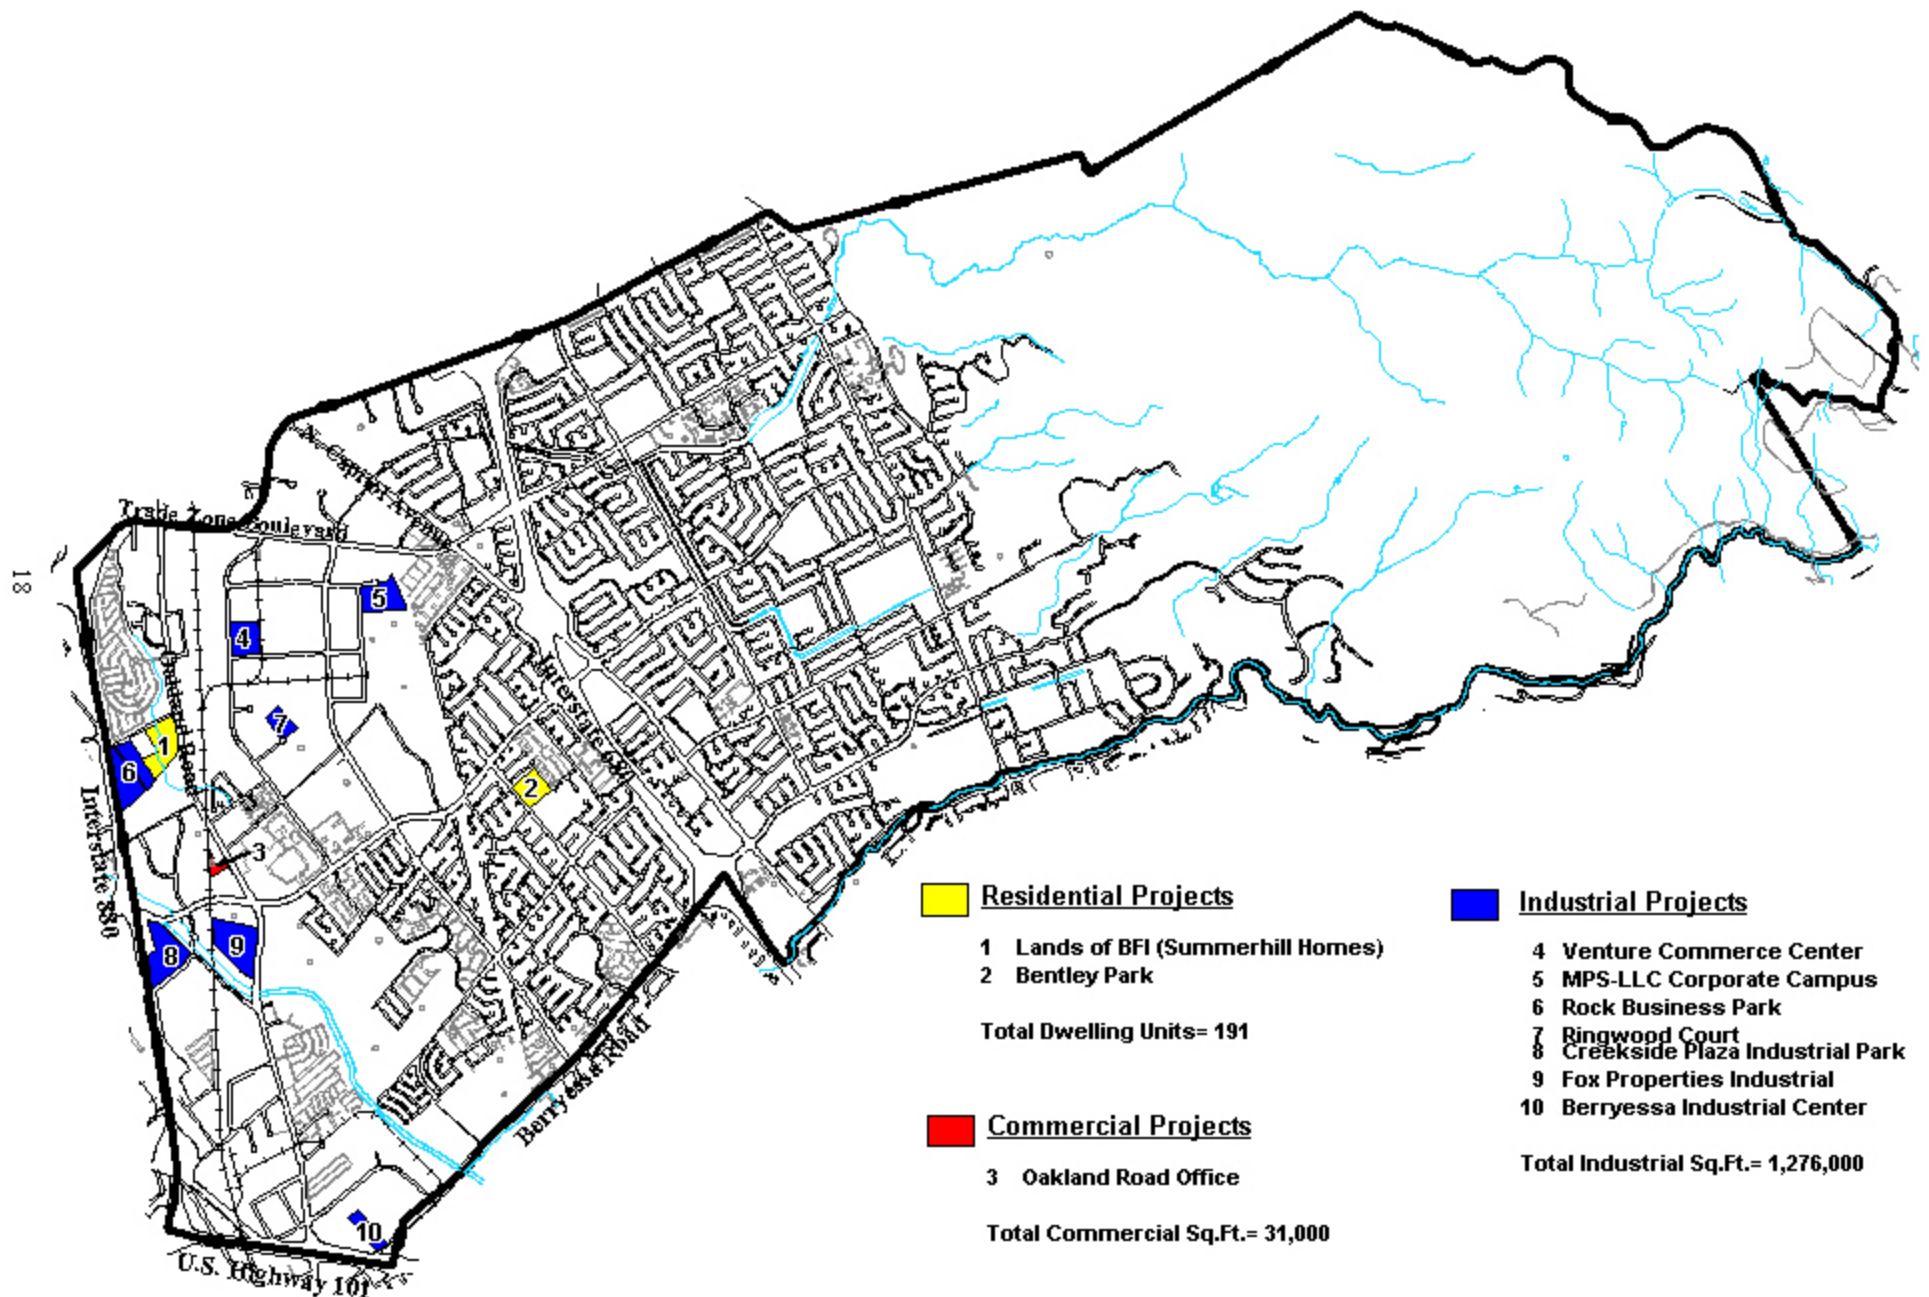 Trade Zone Boulevard
N. Capitol Avenue
18
5
4
Oakland Road
7
Interstate 680
1
6
2
Interstate 880
3
9
8
Berryessa Road
10
U.S. Highway 101
Residential Projects
1 Lands of BFI (Summerhill Homes)
2 Bentley Park
Total Dwelling Units= 191
Commercial Projects
3 Oakland Road Office
Total Commercial Sq.Ft.= 31,000
Industrial Projects
4 Venture Commerce Center
5 MPS-LLC Corporate Campus
6 Rock Business Park
7 Ringwood Court
8 Creekside Plaza Industrial Park
9 Fox Properties Industrial
10 Berryessa Industrial Center
Total Industrial Sq.Ft.= 1,276,000